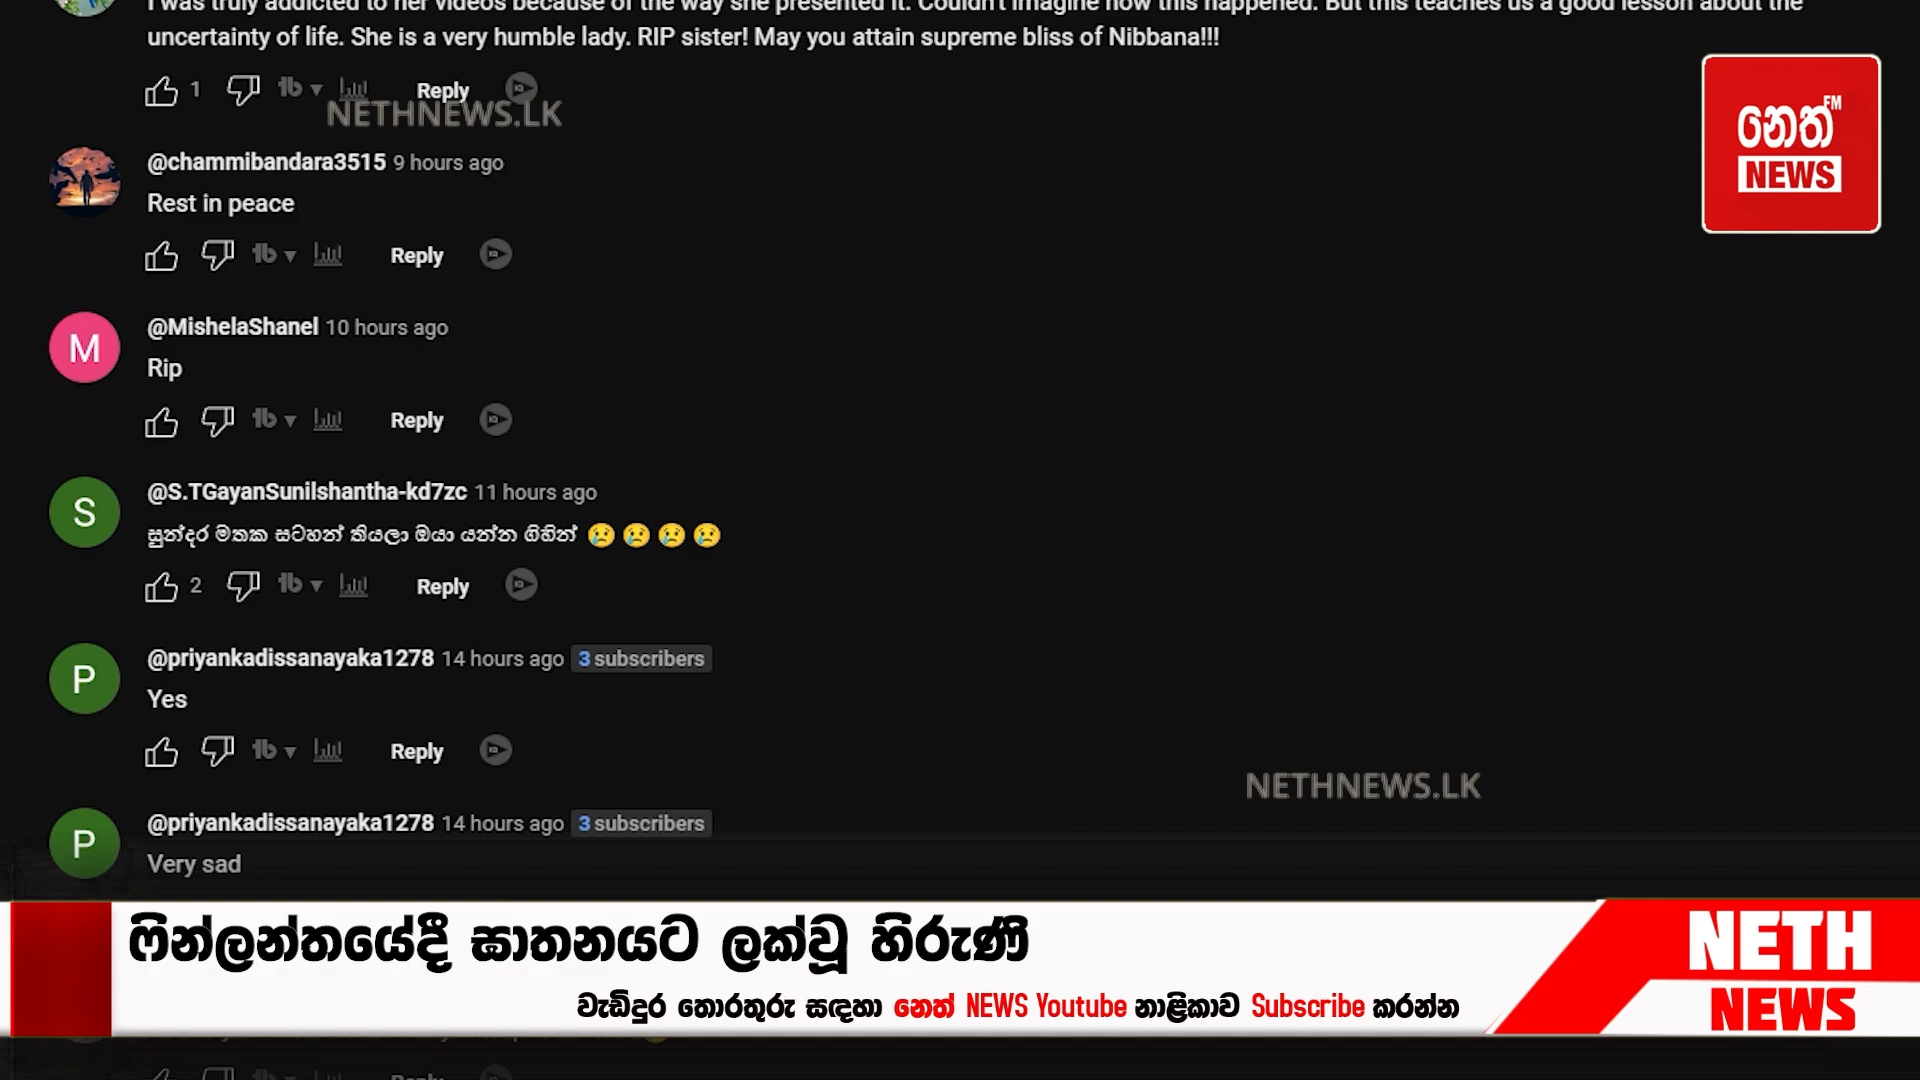 I was truly addicted to her videos because of the way she presented it. Couldn't imagine how this happened. But this teaches us a good lesson about the
uncertainty of life. She is a very humble lady. RIP sister! May you attain supreme bliss of Nibbana!!!
1 Reply
NETHNEWS.LK
නෙත් FM
NEWS
@chammibandara3515 9 hours ago
Rest in peace
Reply
@MishelaShanel 10 hours ago
M
Rip
Reply
@S.TGayanSunilshantha-kd7zc 11 hours ago
S
සුන්දර මතක සටහන් තියලා ඔයා යන්න ගිහින් 😢😢😢😢
2 Reply
@priyankadissanayaka1278 14 hours ago 3 subscribers
P
Yes
Reply
NETHNEWS.LK
@priyankadissanayaka1278 14 hours ago 3 subscribers
P
Very sad
ෆින්ලන්තයේදී ඝාතනයට ලක්වූ හිරුණි
වැඩිදුර තොරතුරු සඳහා නෙත් NEWS Youtube නාළිකාව Subscribe කරන්න
NETH
NEWS
Reply